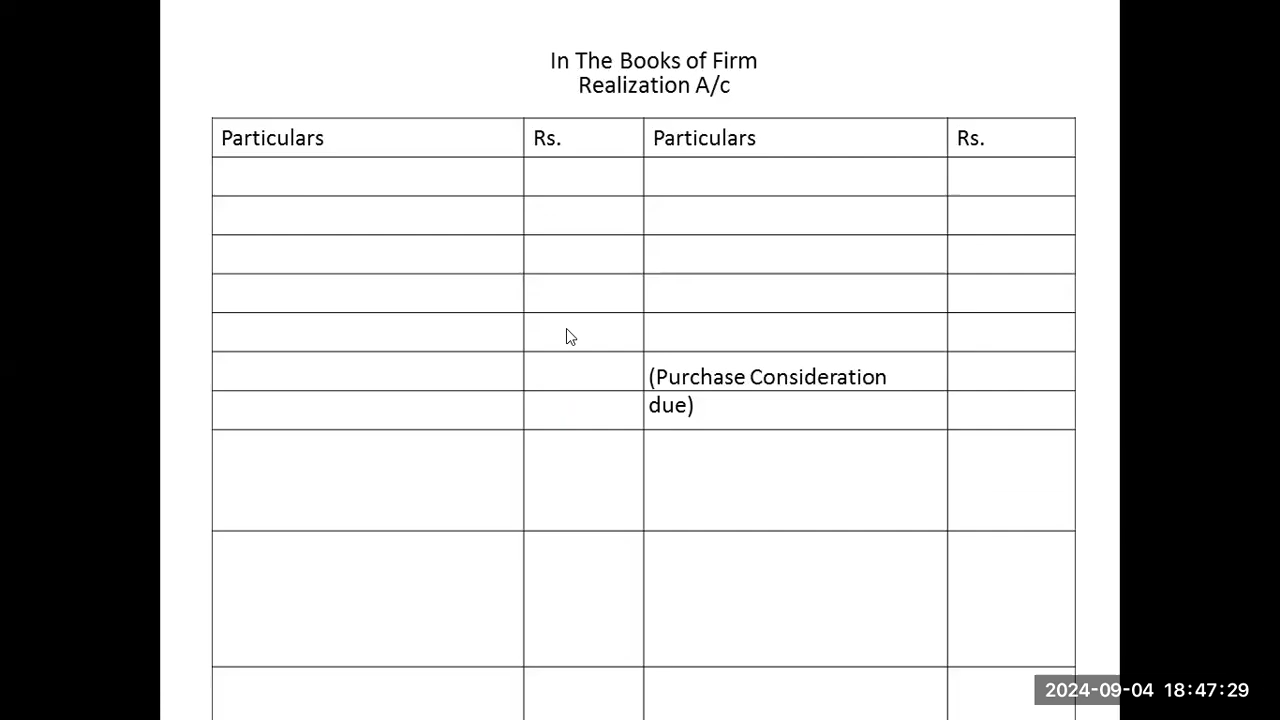 In The Books of Firm
Realization A/c
Particulars Rs. Particulars Rs.
(Purchase Consideration
due)
2024-09-04 18:47:29